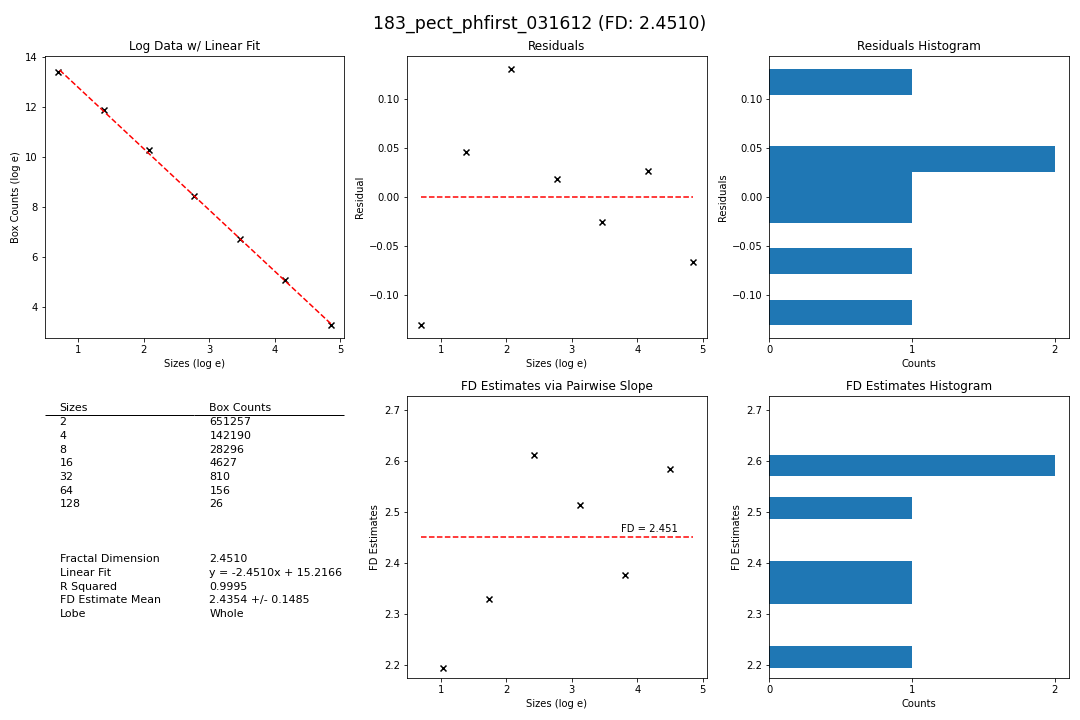 183_pect_phfirst_031612 (FD: 2.4510)
Log Data w/ Linear Fit
Box Counts (log e)
14
12
10
8
6
4
1 2 3 4 5
Sizes (log e)
Residuals
Residual
0.10
0.05
0.00
−0.05
−0.10
1 2 3 4 5
Sizes (log e)
Residuals Histogram
Residuals
0.10
0.05
0.00
−0.05
−0.10
0 1 2
Counts
Sizes Box Counts
2 651257
4 142190
8 28296
16 4627
32 810
64 156
128 26
Fractal Dimension 2.4510
Linear Fit y = -2.4510x + 15.2166
R Squared 0.9995
FD Estimate Mean 2.4354 +/- 0.1485
Lobe Whole
FD Estimates via Pairwise Slope
FD Estimates
2.7
2.6
2.5
2.4
2.3
2.2
FD = 2.451
1 2 3 4 5
Sizes (log e)
FD Estimates Histogram
FD Estimates
2.7
2.6
2.5
2.4
2.3
2.2
0 1 2
Counts